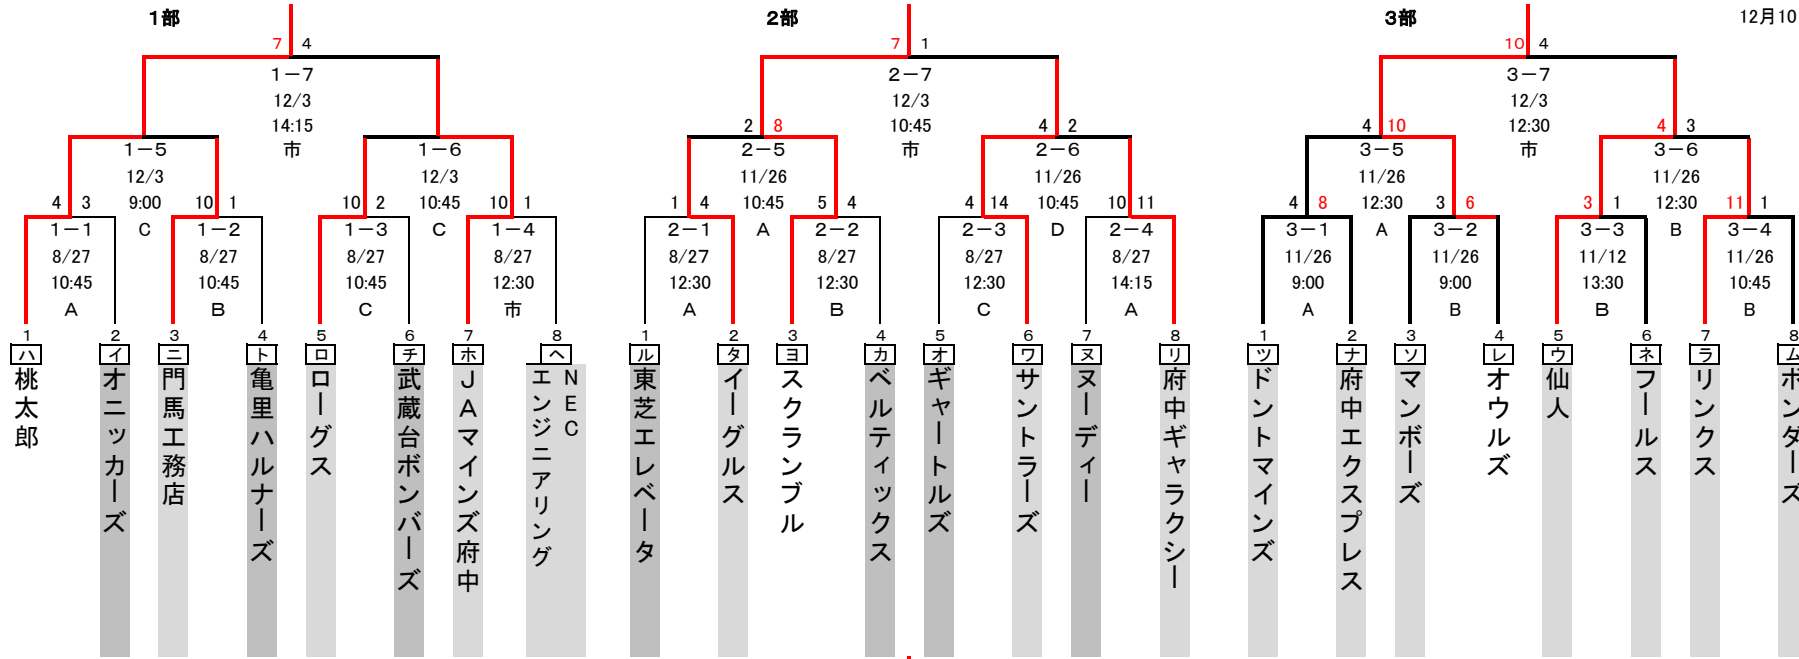 1部 2部 3部 12月10
7 4 7 1 10 4
1－7 2－7 3－7
12/3 12/3 12/3
14:15 10:45 12:30
市 市 市
2 8 4 2 4 10 4 3
1－5 1－6 2－5 2－6 3－5 3－6
12/3 12/3 11/26 11/26 11/26 11/26
9:00 10:45 10:45 10:45 12:30 12:30
C C A D A B
4 3 10 1 10 2 10 1 1 4 5 4 4 14 10 11 4 8 3 6 3 1 11 1
1－1 1－2 1－3 1－4 2－1 2－2 2－3 2－4 3－1 3－2 3－3 3－4
8/27 8/27 8/27 8/27 8/27 8/27 8/27 8/27 11/26 11/26 11/12 11/26
10:45 10:45 10:45 12:30 12:30 12:30 12:30 14:15 9:00 9:00 13:30 10:45
A B C 市 A B C A A B B B
1 2 3 4 5 6 7 8 1 2 3 4 5 6 7 8 1 2 3 4 5 6 7 8
ハ イ ニ ト ロ チ ホ ヘ ル タ ヨ カ オ ワ ヌ リ ツ ナ ソ レ ウ ネ ラ ム
桃太郎
オニッカーズ
門馬工務店
亀里ハルナーズ
ローグス
武蔵台ボンバーズ
ＪＡマインズ府中
ＮＥＣ
エンジニアリング
東芝エレベータ
イーグルス
スクランブル
ベルティックス
ギャートルズ
サントラーズ
ヌーディー
府中ギャラクシー
ドントマインズ
府中エクスプレス
マンボーズ
オウルズ
仙人
フールス
リンクス
ボンダーズ